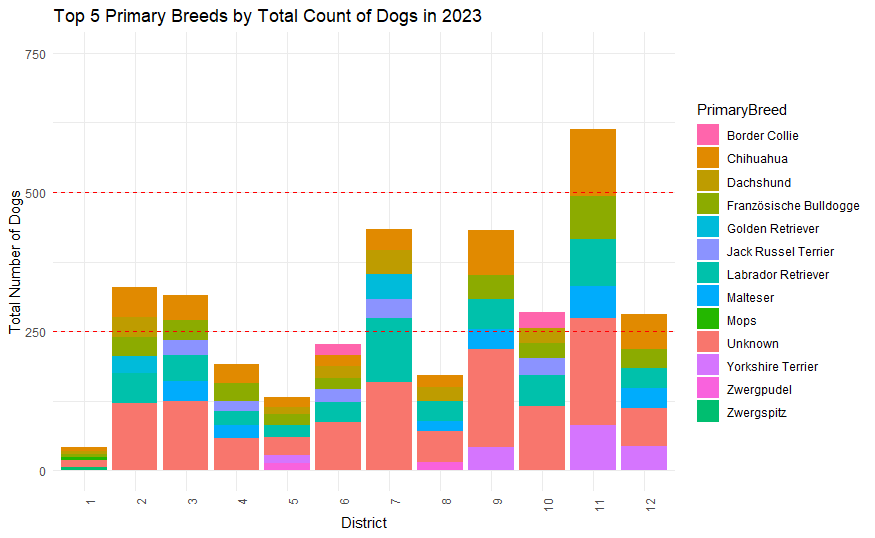 Top 5 Primary Breeds by Total Count of Dogs in 2023
Total Number of Dogs
750
500
250
0
1 2 3 4 5 6 7 8 9 10 11 12
District
PrimaryBreed
Border Collie
Chihuahua
Dachshund
Französische Bulldogge
Golden Retriever
Jack Russel Terrier
Labrador Retriever
Malteser
Mops
Unknown
Yorkshire Terrier
Zwergpudel
Zwergspitz